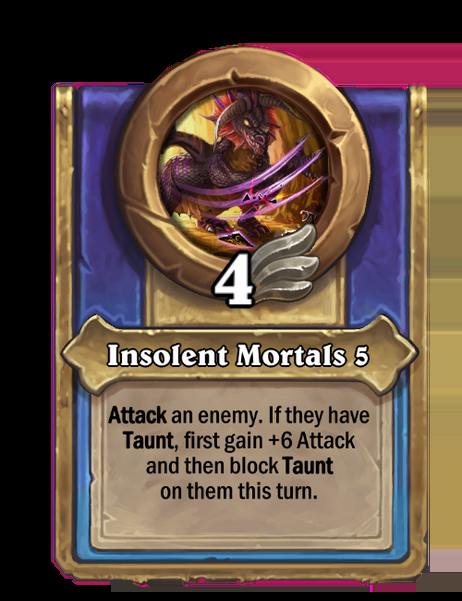 4
Insolent Mortals 5
Attack an enemy. If they have
Taunt, first gain +6 Attack
and then block Taunt
on them this turn.